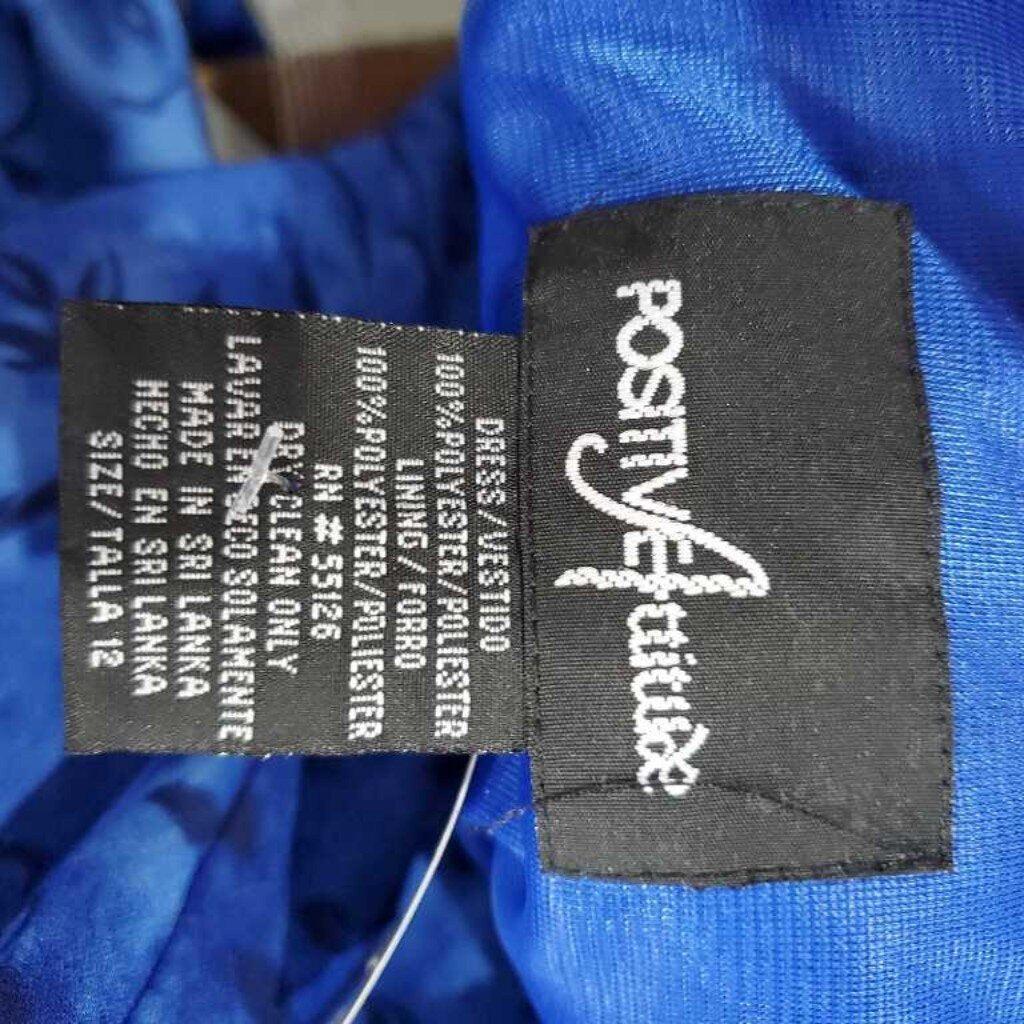 POSITIVE Attitude
DRESS/VESTIDO
100%POLYESTER/POLIESTER
LINING/FORRO
100%POLYESTER/POLIESTER
RN #55126
DRY CLEAN ONLY
LAVAR EN SECO SOLAMENTE
MADE IN SRI LANKA
HECHO EN SRI LANKA
SIZE/TALLA 12